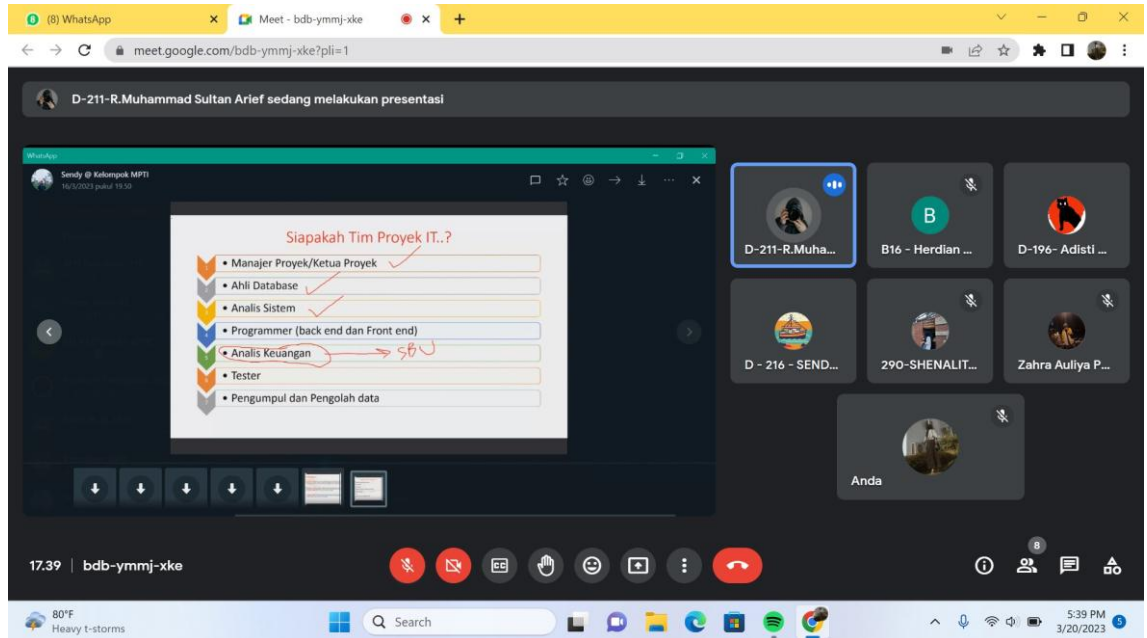 (8) WhatsApp
Meet - bdb-ymmj-xke
meet.google.com/bdb-ymmj-xke?pli=1
D-211-R.Muhammad Sultan Arief sedang melakukan presentasi
WhatsApp
Sendy @ Kelompok MPTI
16/3/2023 pukul 19.50
Siapakah Tim Proyek IT..?
• Manajer Proyek/Ketua Proyek
• Ahli Database
• Analis Sistem
• Programmer (back end dan Front end)
• Analis Keuangan → SBU
• Tester
• Pengumpul dan Pengolah data
D-211-R.Muha...
B16 - Herdian ...
D-196- Adisti ...
D - 216 - SEND...
290-SHENALIT...
Zahra Auliya P...
Anda
17.39 | bdb-ymmj-xke
CC
8
80°F
Heavy t-storms
Search
5:39 PM
3/20/2023
5